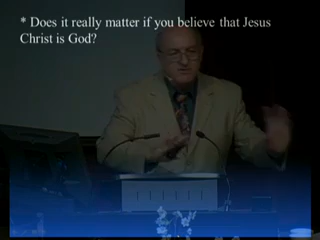 * Does it really matter if you believe that Jesus
Christ is God?